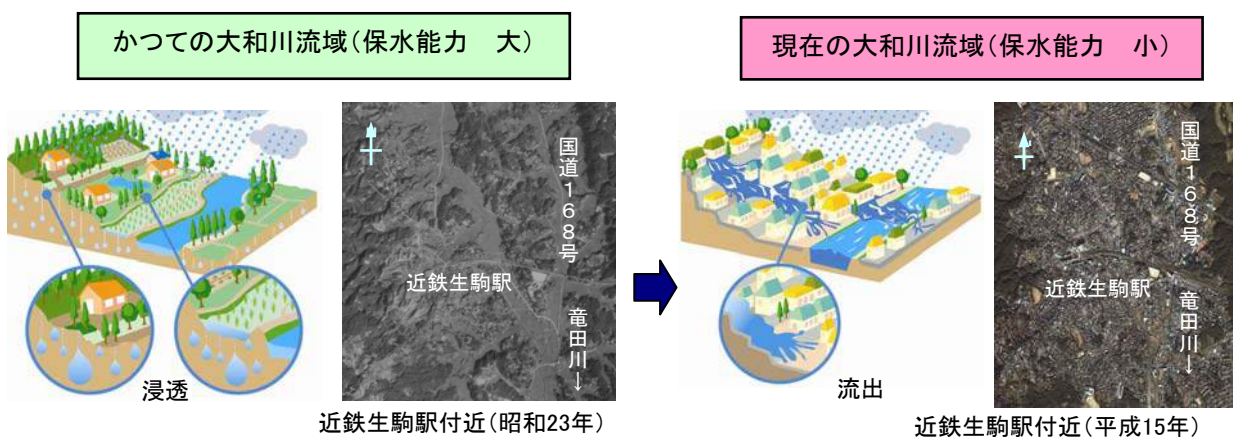 かつての大和川流域(保水能力　大)
現在の大和川流域(保水能力　小)
国道168号
近鉄生駒駅
竜田川→
浸透
近鉄生駒駅付近(昭和23年)
国道168号
近鉄生駒駅
竜田川→
流出
近鉄生駒駅付近(平成15年)